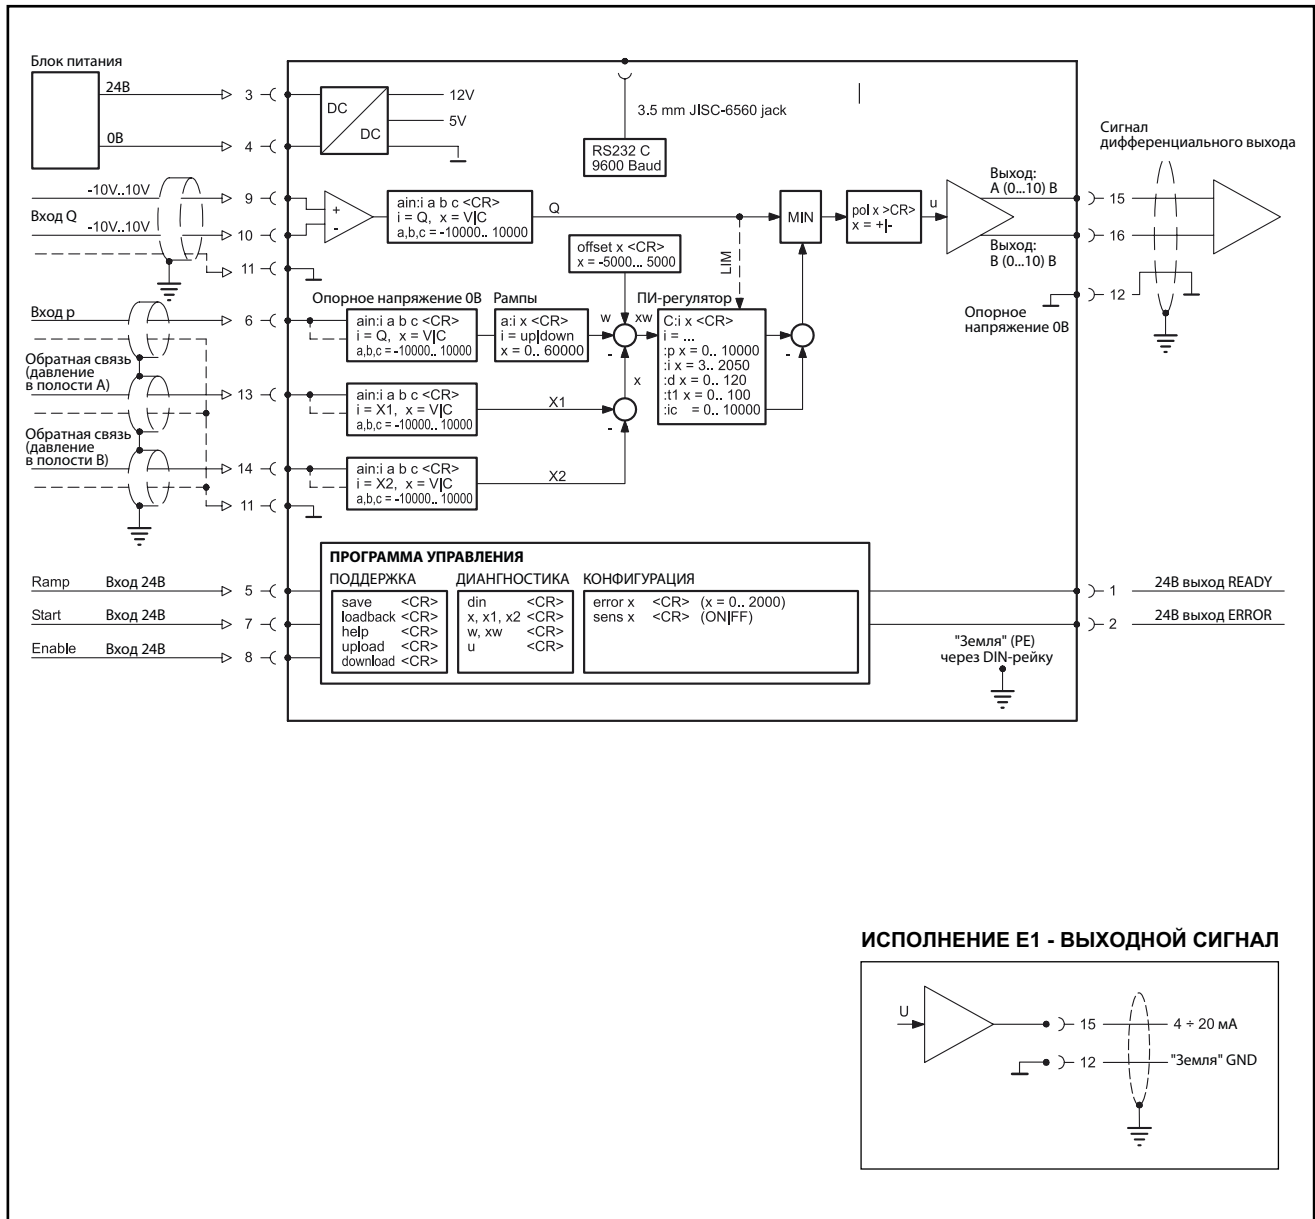 Блок питания
24В
3
0В
4
DC
DC
12V
5V
3.5 mm JISC-6560 jack
RS232 C
9600 Baud
Сигнал
дифференциального выхода
-10V..10V
9
Вход Q
-10V..10V
10
11
+
-
ain:i a b c <CR>
i = Q, x = V|C
a,b,c = -10000.. 10000
Q
offset x <CR>
x = -5000... 5000
LIM
MIN
pol x >CR>
x = +|-
u
Выход:
А (0...10) В
15
16
Выход:
В (0...10) В
12
Опорное
напряжение 0В
Вход р
6
Опорное напряжение 0В
ain:i a b c <CR>
i = Q, x = V|C
a,b,c = -10000.. 10000
Рампы
a:i x <CR>
i = up|down
x = 0.. 60000
w
xw
-
x
-
ПИ-регулятор
C:i x <CR>
i = ...
:p x = 0.. 10000
:i x = 3.. 2050
:d x = 0.. 120
:t1 x = 0.. 100
:ic = 0.. 10000
-
Обратная связь
(давление
в полости А)
13
ain:i a b c <CR>
i = X1, x = V|C
a,b,c = -10000.. 10000
X1
Обратная связь
(давление
в полости В)
14
11
ain:i a b c <CR>
i = X2, x = V|C
a,b,c = -10000.. 10000
X2
ПРОГРАММА УПРАВЛЕНИЯ
ПОДДЕРЖКА
save <CR>
loadback <CR>
help <CR>
upload <CR>
download <CR>
ДИАНГНОСТИКА
din <CR>
x, x1, x2 <CR>
w, xw <CR>
u <CR>
КОНФИГУРАЦИЯ
error x <CR> (x = 0.. 2000)
sens x <CR> (ON|FF)
Ramp Вход 24В 5
Start Вход 24В 7
Enable Вход 24В 8
1 24В выход READY
2 24В выход ERROR
"Земля" (PE)
через DIN-рейку
ИСПОЛНЕНИЕ E1 - ВЫХОДНОЙ СИГНАЛ
U
15 4 ÷ 20 мА
12 "Земля" GND